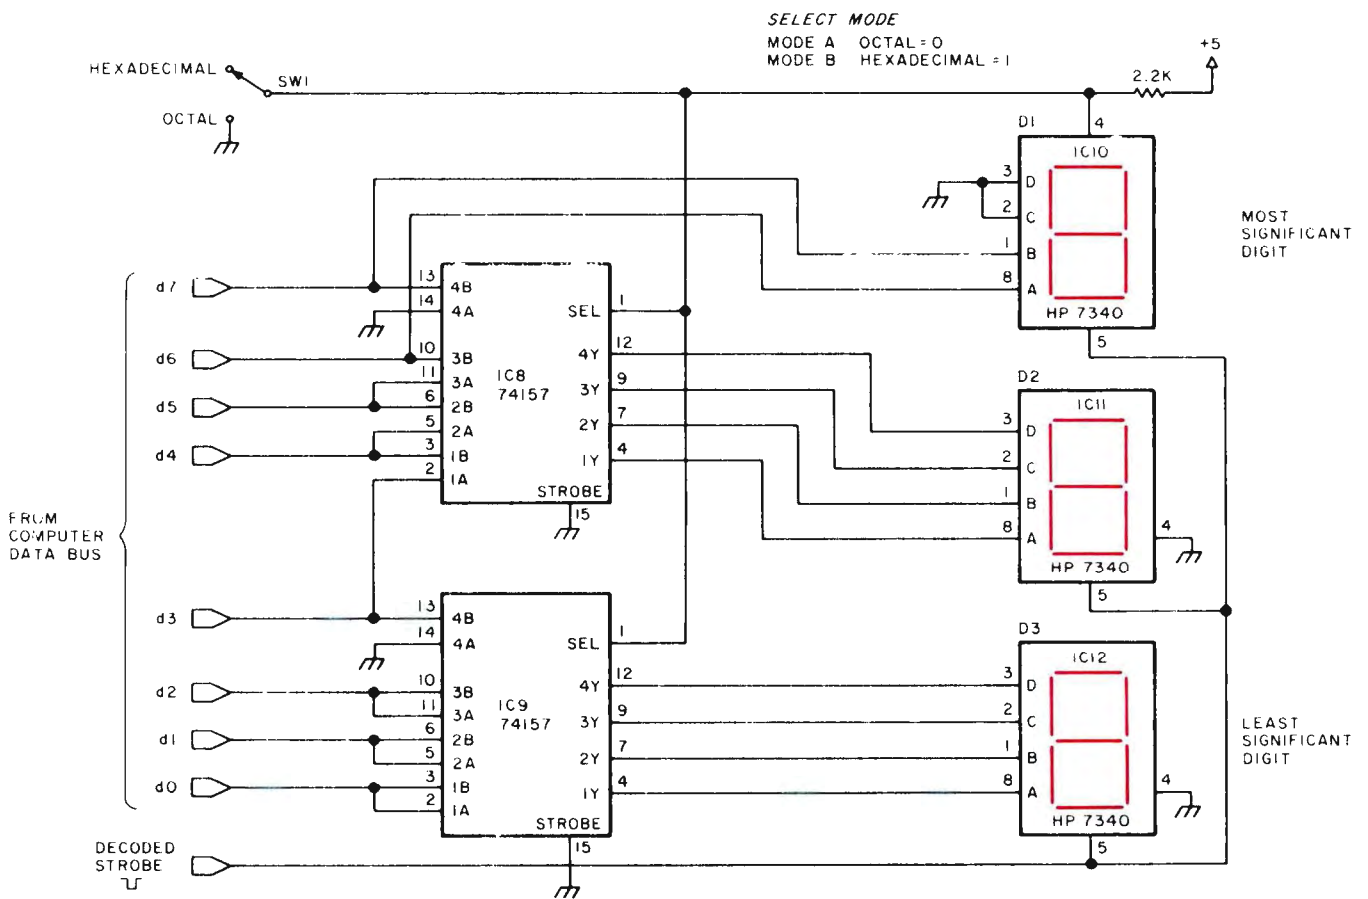 SELECT MODE
MODE A OCTAL=0
MODE B HEXADECIMAL=1
+5
2.2K
HEXADECIMAL
SW1
OCTAL
D1
4
IC10
3 D
2 C
1 B
8 A
HP 7340
5
MOST
SIGNIFICANT
DIGIT
d7
13 4B
14 4A
d6
10 3B
11 3A
d5
6 2B
5 2A
d4
3 1B
2 1A
IC8
74157
SEL 1
4Y 12
3Y 9
2Y 7
1Y 4
STROBE
15
D2
IC11
3 D
2 C
1 B
8 A
4
HP 7340
5
FROM
COMPUTER
DATA BUS
d3
13 4B
14 4A
d2
10 3B
11 3A
d1
6 2B
5 2A
d0
3 1B
2 1A
IC9
74157
SEL 1
4Y 12
3Y 9
2Y 7
1Y 4
STROBE
15
D3
IC12
3 D
2 C
1 B
8 A
4
HP 7340
5
LEAST
SIGNIFICANT
DIGIT
DECODED
STROBE